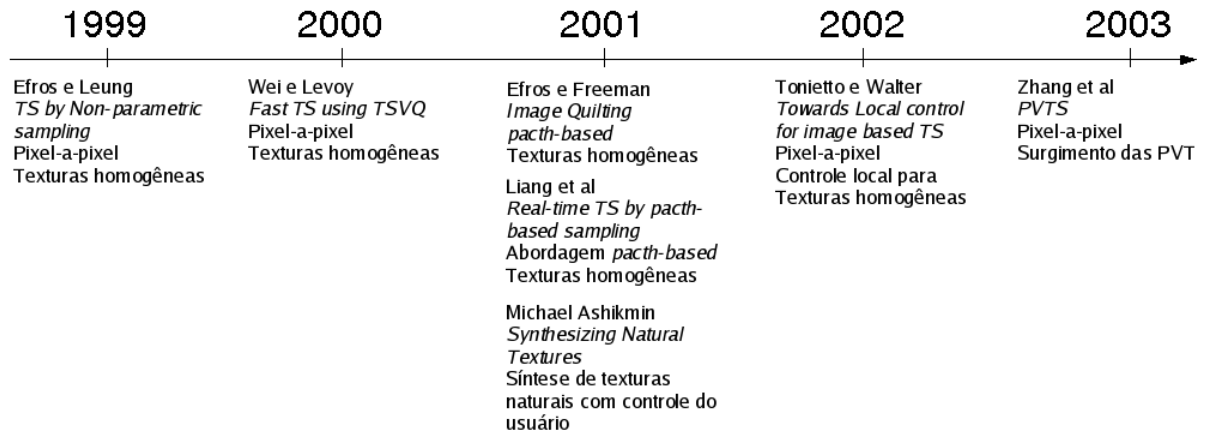 1999
2000
2001
2002
2003
Efros e Leung
TS by Non-parametric
sampling
Pixel-a-pixel
Texturas homogêneas
Wei e Levoy
Fast TS using TSVQ
Pixel-a-pixel
Texturas homogêneas
Efros e Freeman
Image Quilting
pacth-based
Texturas homogêneas
Liang et al
Real-time TS by pacth-
based sampling
Abordagem pacth-based
Texturas homogêneas
Michael Ashikmin
Synthesizing Natural
Textures
Síntese de texturas
naturais com controle do
usuário
Tonietto e Walter
Towards Local control
for image based TS
Pixel-a-pixel
Controle local para
Texturas homogêneas
Zhang et al
PVTS
Pixel-a-pixel
Surgimento das PVT